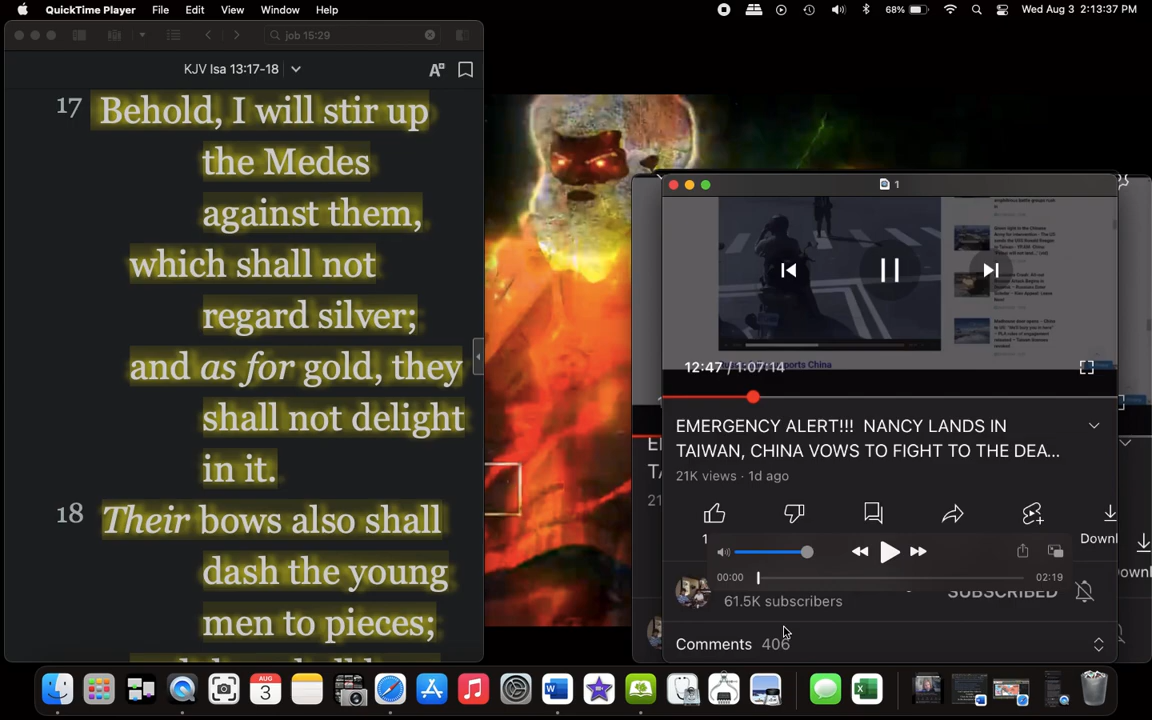 QuickTime Player File Edit View Window Help
68% Wed Aug 3 2:13:37 PM
job 15:29
KJV Isa 13:17-18
17 Behold, I will stir up
the Medes
against them,
which shall not
regard silver;
and as for gold, they
shall not delight
in it.
18 Their bows also shall
dash the young
men to pieces;
1
12:47 / 1:07:14
EMERGENCY ALERT!!! NANCY LANDS IN
TAIWAN, CHINA VOWS TO FIGHT TO THE DEA...
21K views · 1d ago
Downl
00:00
02:19
SUBSCRIBED
61.5K subscribers
Comments 406
AUG
3